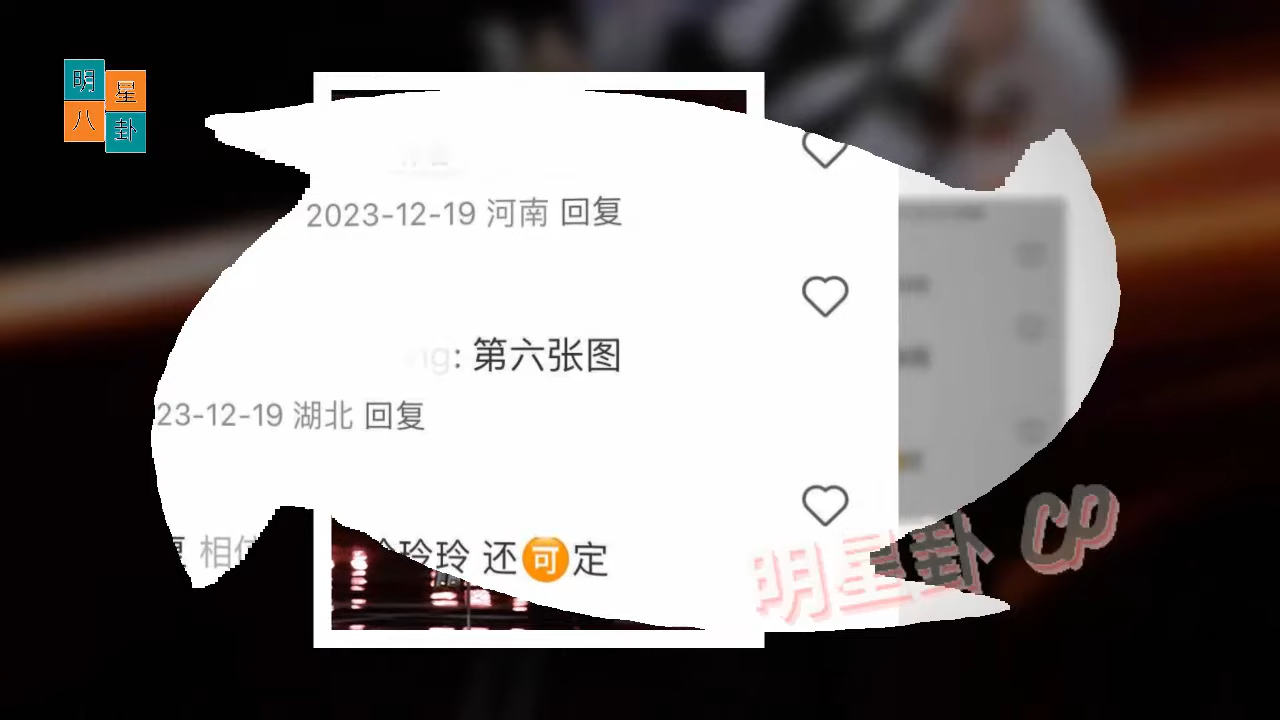 明星
八卦
2023-12-19 河南 回复
: 第六张图
23-12-19 湖北 回复
玲玲 还可定
明星卦 CP